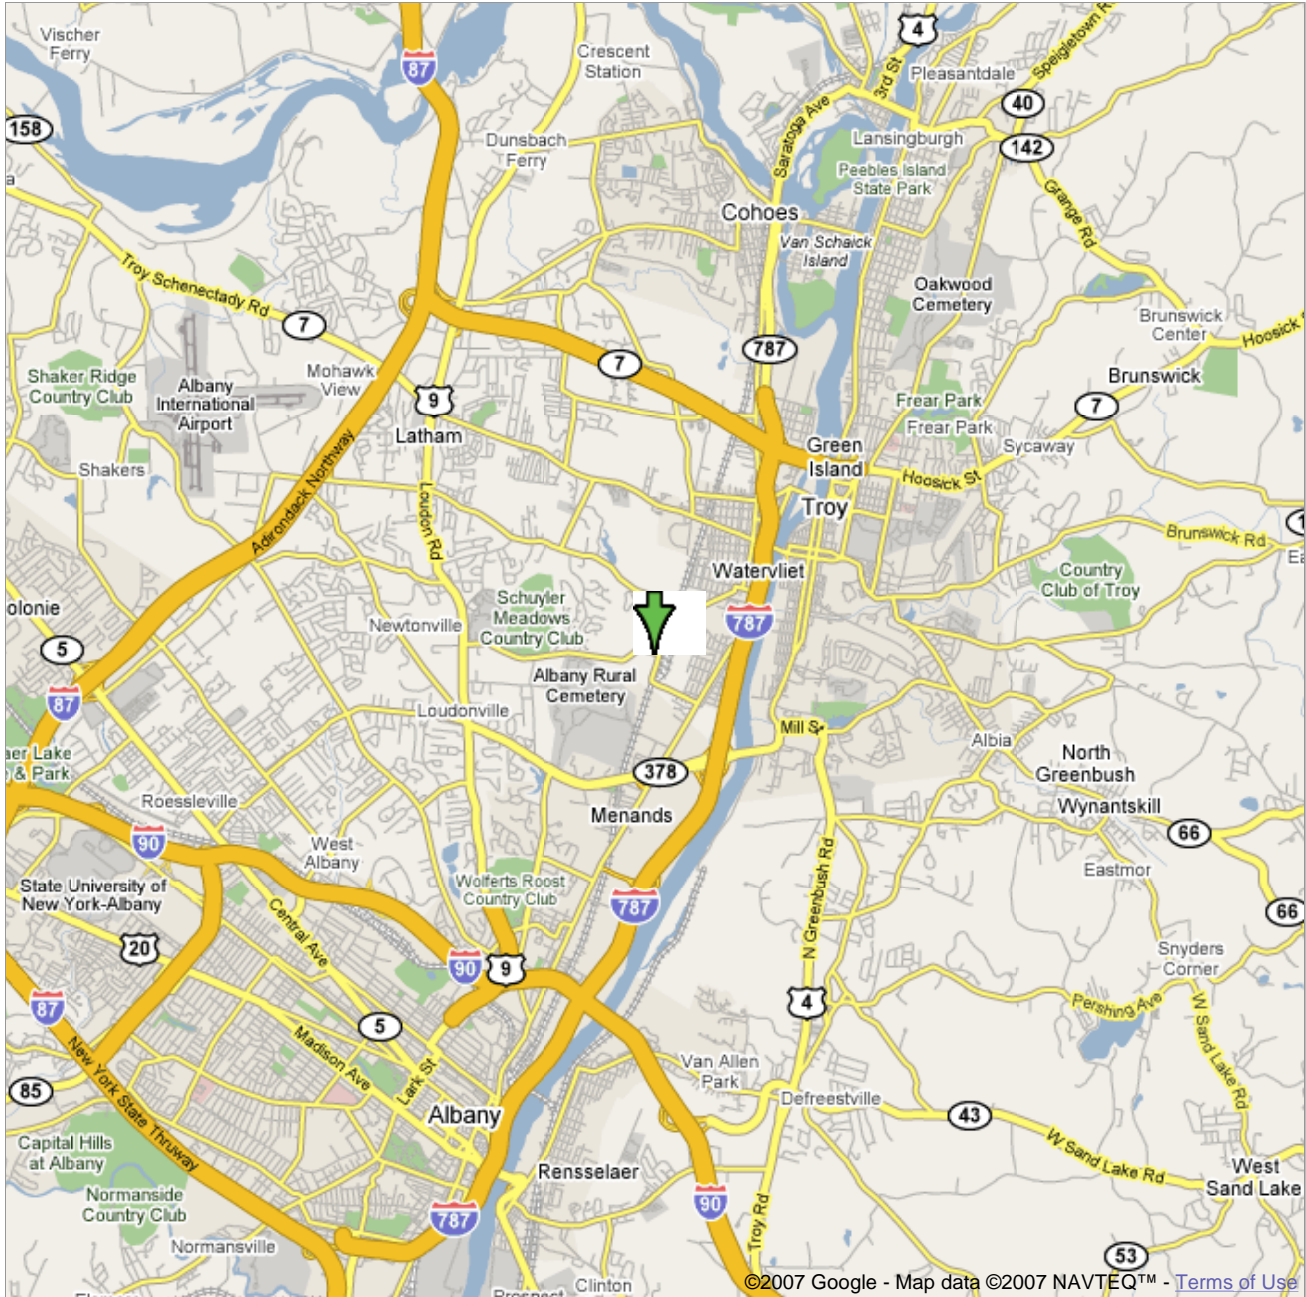 Vischer
Ferry
87
Crescent
Station
4
3rd St
Pleasantdale
Speigletown
40
158
Saratoga Ave
Lansingburgh
142
Dunsbach
Ferry
Peebles Island
State Park
Grange Rd
Cohoes
Van Schaick
Island
Troy Schenectady Rd
Oakwood
Cemetery
7
Brunswick
Center
Hoosick
787
7
Mohawk
View
Shaker Ridge
Country Club
Albany
International
Airport
9
Brunswick
7
Frear Park
Frear Park
Latham
Green
Island
Sycaway
Shakers
Hoosick St
Adirondack Northway
Loudon Rd
Troy
Brunswick Rd
Watervliet
Country
Club of Troy
olonie
Schuyler
Meadows
Country Club
Newtonville
787
5
Albany Rural
Cemetery
87
Loudonville
Mill S
Albia
aer Lake
& Park
378
North
Greenbush
Roessleville
Menands
Wynantskill
66
90
West
Albany
Eastmor
State University of
New York-Albany
Wolferts Roost
Country Club
N Greenbush Rd
787
66
Central Ave
20
Snyders
Corner
90
9
87
4
Pershing Ave
W Sand Lake Rd
5
New York State Thruway
Madison Ave
Lark St
Van Allen
Park
85
Defreestville
Albany
43
Capital Hills
at Albany
W Sand Lake Rd
Rensselaer
West
Sand Lake
Normanside
Country Club
90
Troy Rd
787
Normansville
53
Clinton
Prospect
©2007 Google - Map data ©2007 NAVTEQ™ - Terms of Use